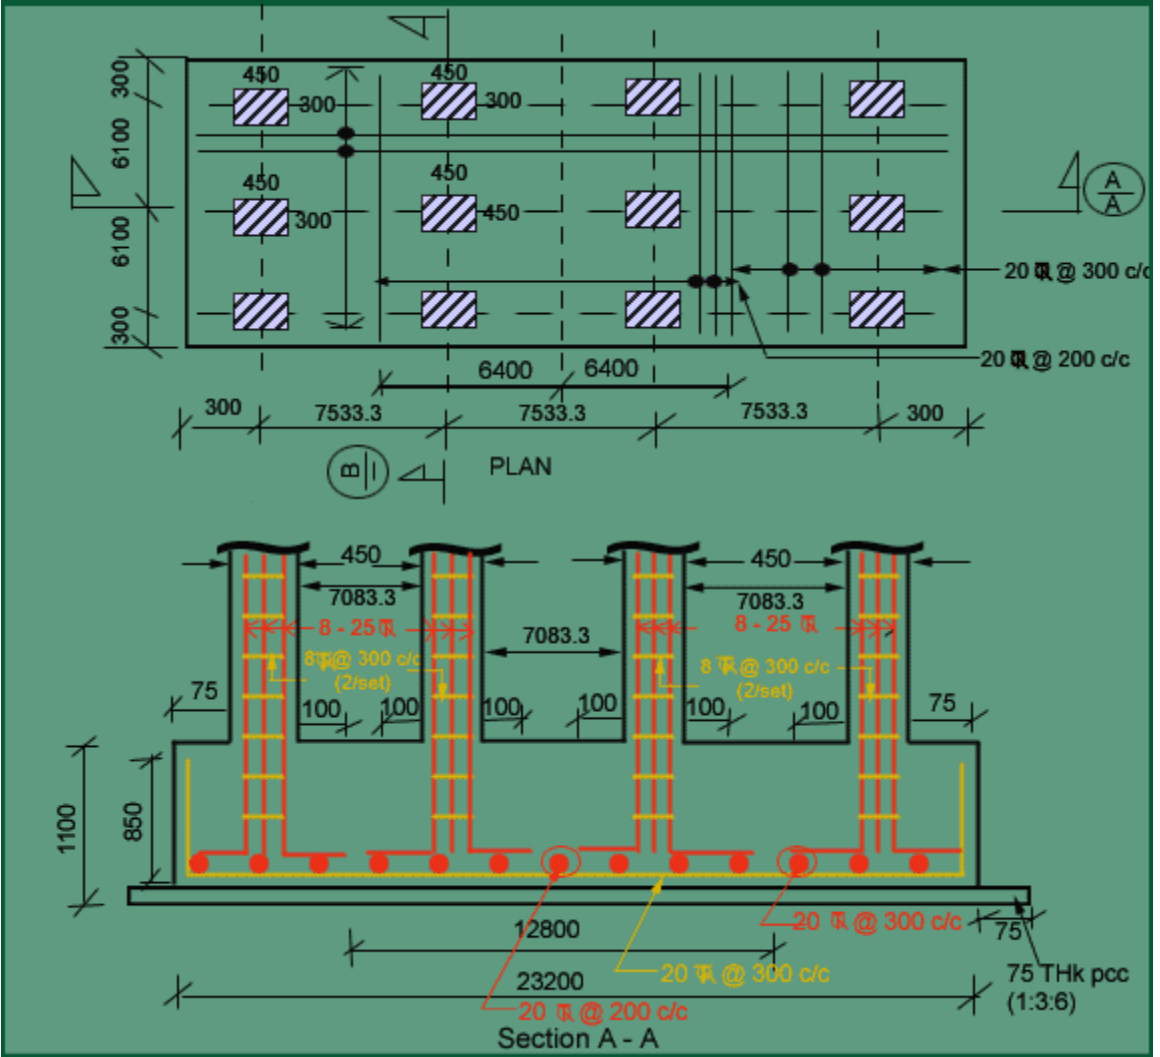 A
450
450
300
300
300
6100
450
450
A
A
300
450
6100
20 @ 300 c/c
300
20 @ 200 c/c
6400
6400
300
7533.3
7533.3
7533.3
300
B
PLAN
450
450
7083.3
7083.3
8 - 25
7083.3
8 - 25
8 @ 300 c/c
(2/set)
8 @ 300 c/c
(2/set)
75
100
100
100
100
100
100
75
1100
850
12800
20 @ 300 c/c
75
20 @ 300 c/c
75 THk pcc
(1:3:6)
23200
20 @ 200 c/c
Section A - A